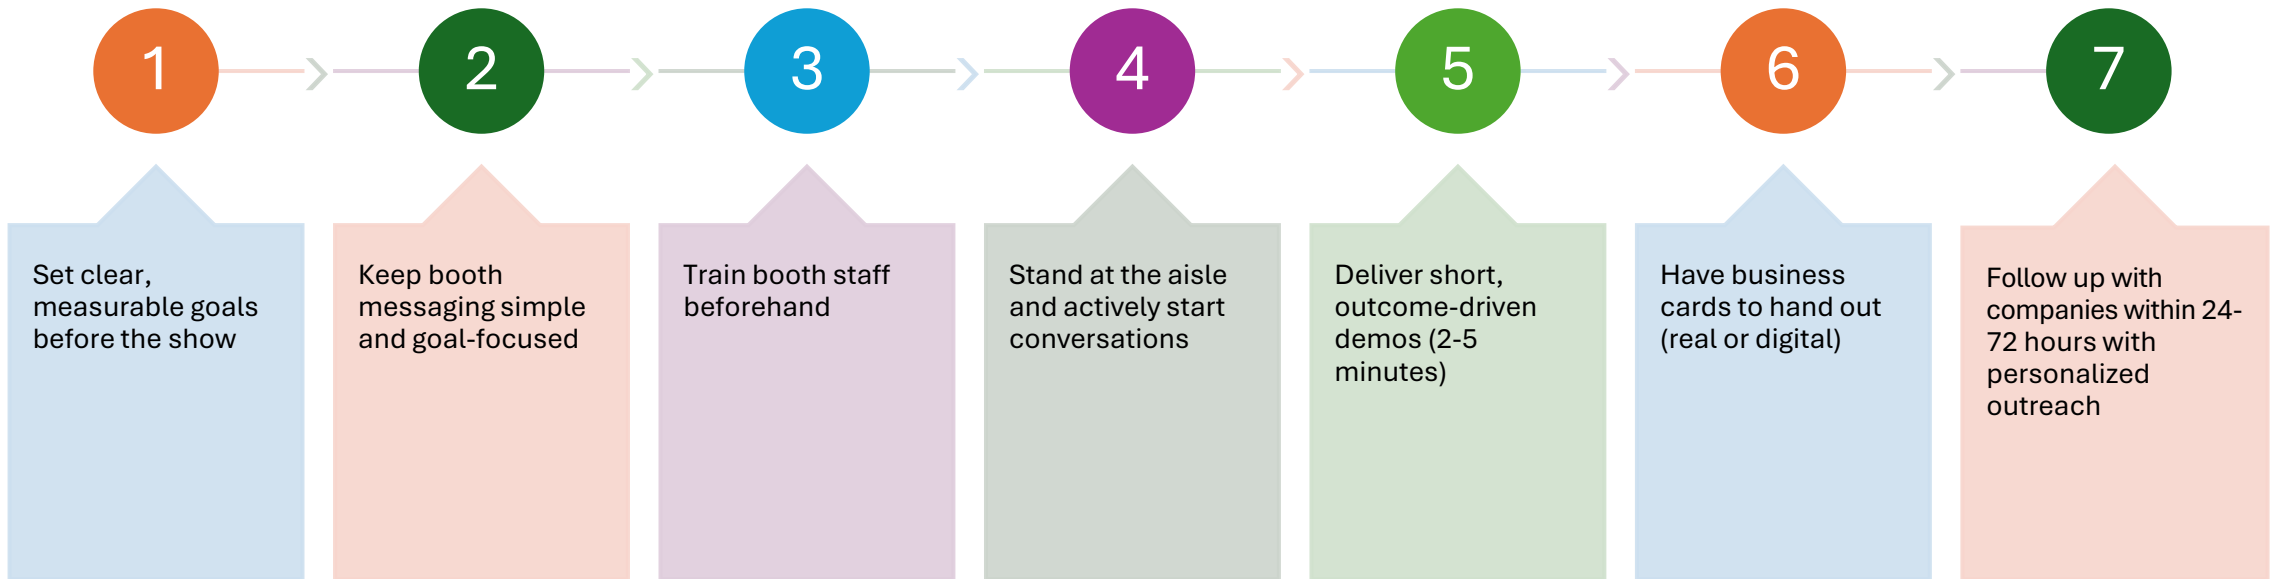 1
2
3
4
5
6
7
Set clear,
measurable goals
before the show
Keep booth
messaging simple
and goal-focused
Train booth staff
beforehand
Stand at the aisle
and actively start
conversations
Deliver short,
outcome-driven
demos (2-5
minutes)
Have business
cards to hand out
(real or digital)
Follow up with
companies within 24-
72 hours with
personalized
outreach